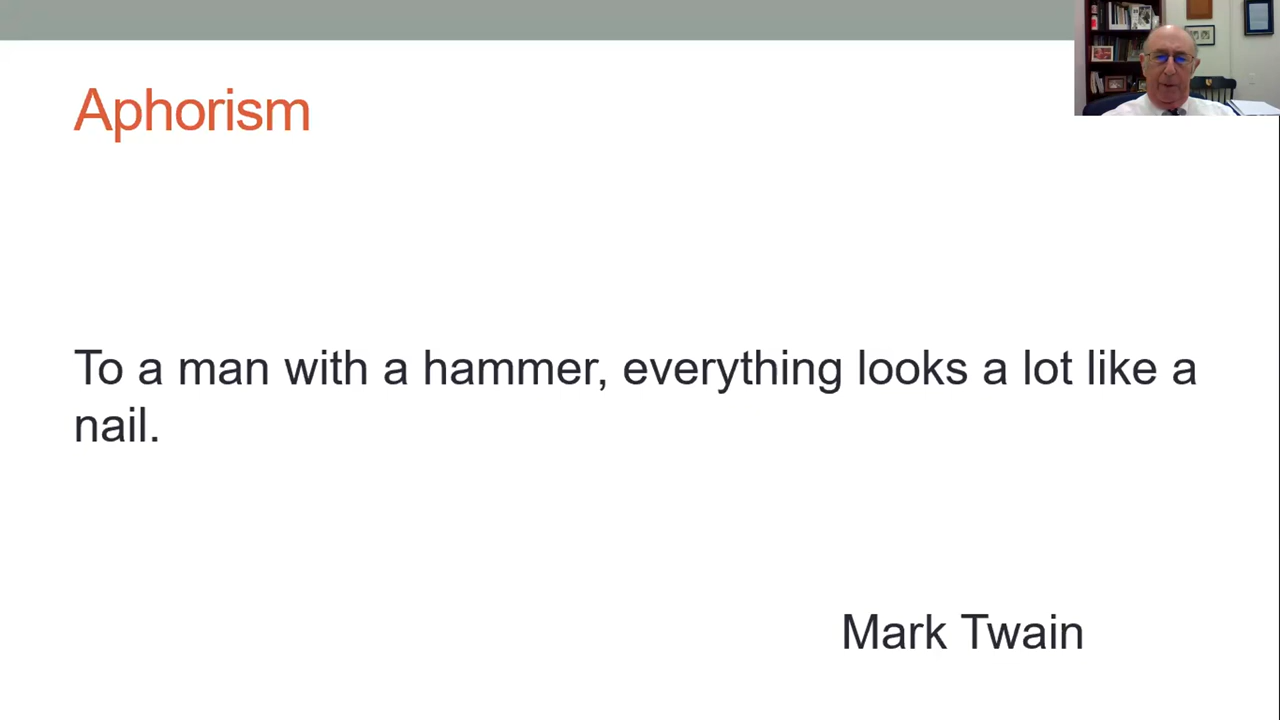 Aphorism
To a man with a hammer, everything looks a lot like a
nail.
Mark Twain